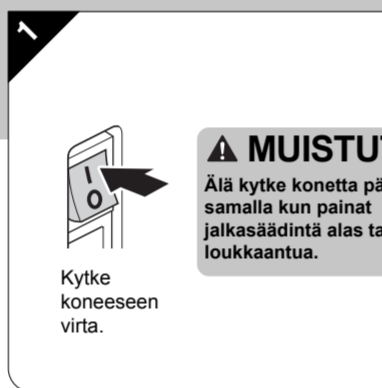 1
I
O
Kytke
koneeseen
virta.
MUISTUT
Älä kytke konetta pä
samalla kun painat
jalkasäädintä alas ta
loukkaantua.